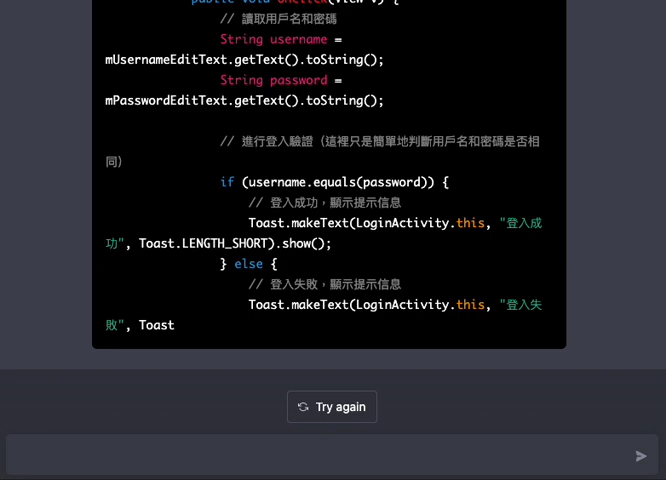 public void onClick(View v) {
// 讀取用戶名和密碼
String username =
mUsernameEditText.getText().toString();
String password =
mPasswordEditText.getText().toString();
// 進行登入驗證（這裡只是簡單地判斷用戶名和密碼是否相
同）
if (username.equals(password)) {
// 登入成功，顯示提示信息
Toast.makeText(LoginActivity.this, "登入成
功", Toast.LENGTH_SHORT).show();
} else {
// 登入失敗，顯示提示信息
Toast.makeText(LoginActivity.this, "登入失
敗", Toast
Try again